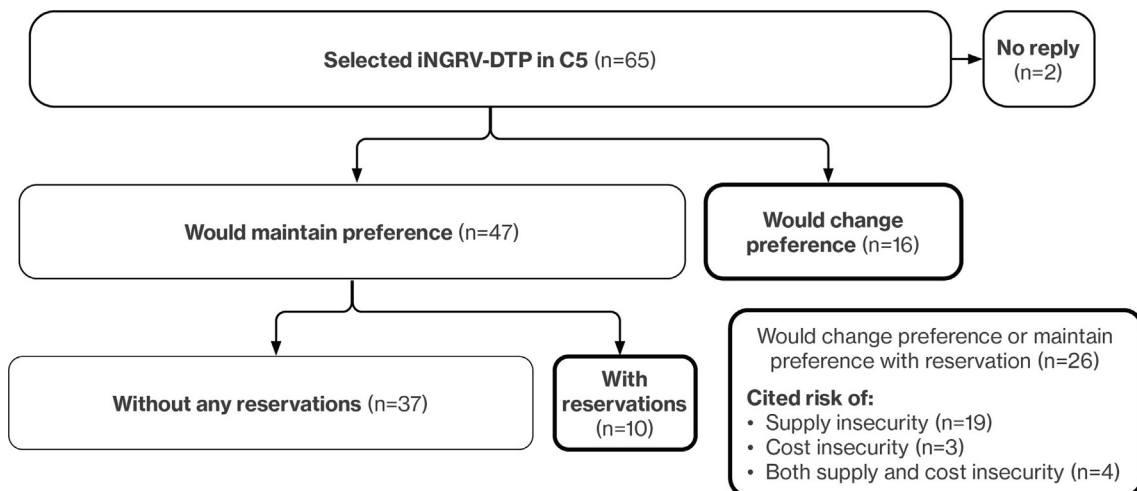 Selected iNGRV-DTP in C5 (n=65)
No reply
(n=2)
Would maintain preference (n=47)
Would change
preference (n=16)
Without any reservations (n=37)
With
reservations
(n=10)
Would change preference or maintain
preference with reservation (n=26)
Cited risk of:
• Supply insecurity (n=19)
• Cost insecurity (n=3)
• Both supply and cost insecurity (n=4)